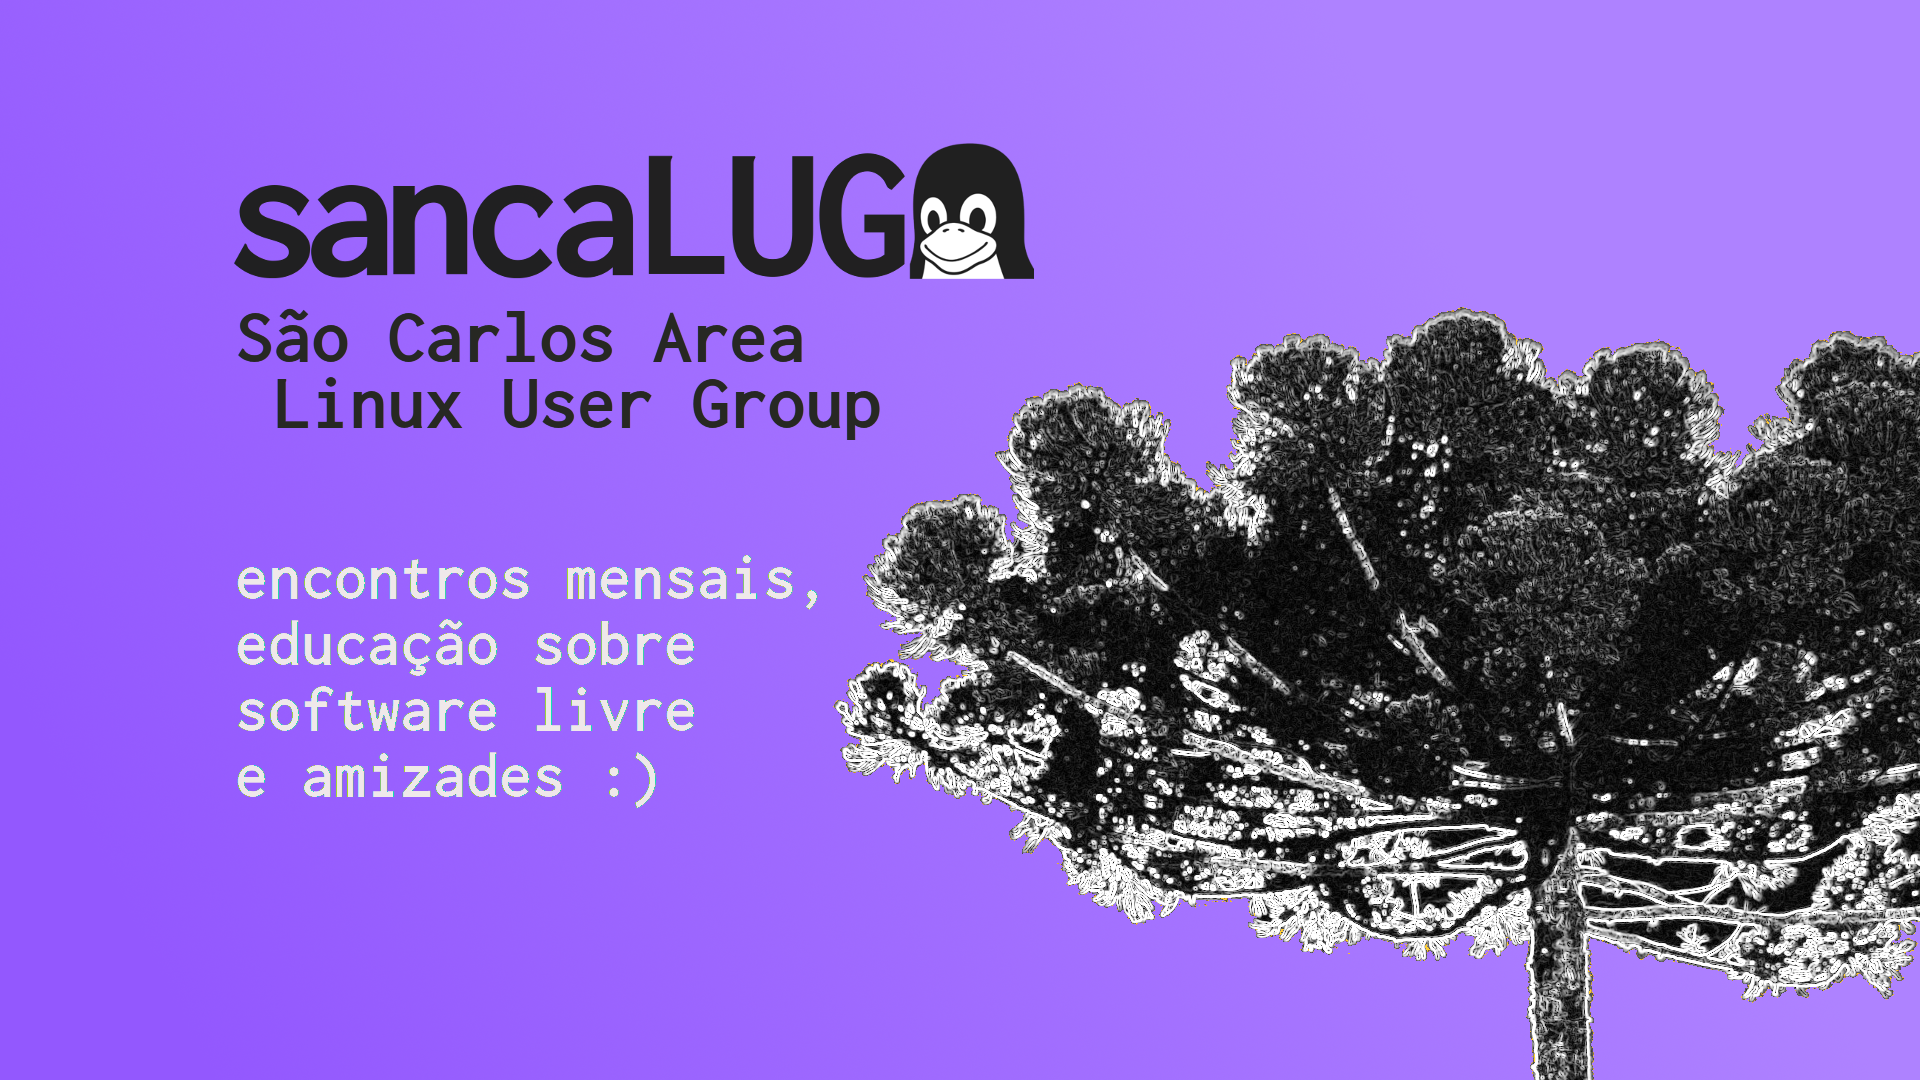 sancaLUG
São Carlos Area
Linux User Group
encontros mensais,
educação sobre
software livre
e amizades :)